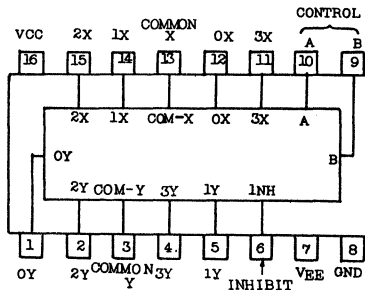 CONTROL
COMMON
VCC 2X 1X X 0X 3X A B
16 15 14 13 12 11 10 9
2X 1X COM-X 0X 3X A
0Y B
2Y COM-Y 3Y 1Y 1NH
1 2 3 4. 5 6 7 8
0Y 2Y COMMON 3Y 1Y VEE GND
Y INHIBIT